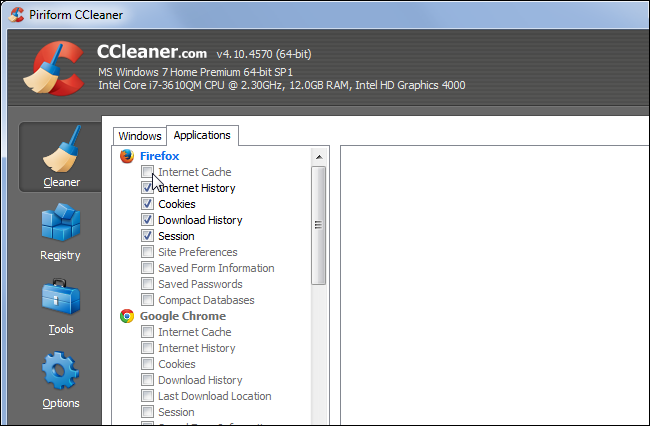 Piriform CCleaner
CCleaner.com v4.10.4570 (64-bit)
MS Windows 7 Home Premium 64-bit SP1
Intel Core i7-3610QM CPU @ 2.30GHz, 12.0GB RAM, Intel HD Graphics 4000
Cleaner
Registry
Tools
Options
Windows
Applications
Firefox
Internet Cache
Internet History
Cookies
Download History
Session
Site Preferences
Saved Form Information
Saved Passwords
Compact Databases
Google Chrome
Internet Cache
Internet History
Cookies
Download History
Last Download Location
Session